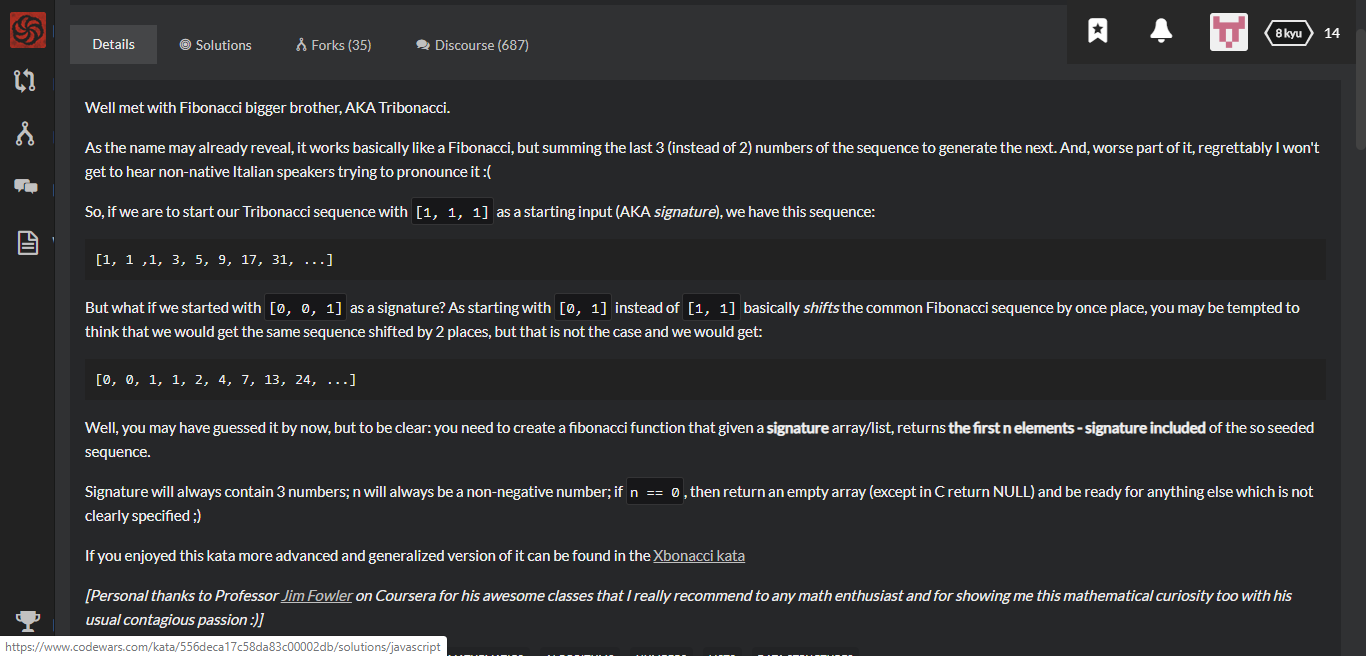 Details
Solutions
Forks (35)
Discourse (687)
8 kyu
14
Well met with Fibonacci bigger brother, AKA Tribonacci.
As the name may already reveal, it works basically like a Fibonacci, but summing the last 3 (instead of 2) numbers of the sequence to generate the next. And, worse part of it, regrettably I won't
get to hear non-native Italian speakers trying to pronounce it :(
So, if we are to start our Tribonacci sequence with [1, 1, 1] as a starting input (AKA signature), we have this sequence:
[1, 1 ,1, 3, 5, 9, 17, 31, ...]
But what if we started with [0, 0, 1] as a signature? As starting with [0, 1] instead of [1, 1] basically shifts the common Fibonacci sequence by once place, you may be tempted to
think that we would get the same sequence shifted by 2 places, but that is not the case and we would get:
[0, 0, 1, 1, 2, 4, 7, 13, 24, ...]
Well, you may have guessed it by now, but to be clear: you need to create a fibonacci function that given a signature array/list, returns the first n elements - signature included of the so seeded
sequence.
Signature will always contain 3 numbers; n will always be a non-negative number; if n == 0, then return an empty array (except in C return NULL) and be ready for anything else which is not
clearly specified ;)
If you enjoyed this kata more advanced and generalized version of it can be found in the Xbonacci kata
[Personal thanks to Professor Jim Fowler on Coursera for his awesome classes that I really recommend to any math enthusiast and for showing me this mathematical curiosity too with his
usual contagious passion :)]
https://www.codewars.com/kata/556deca17c58da83c00002db/solutions/javascript